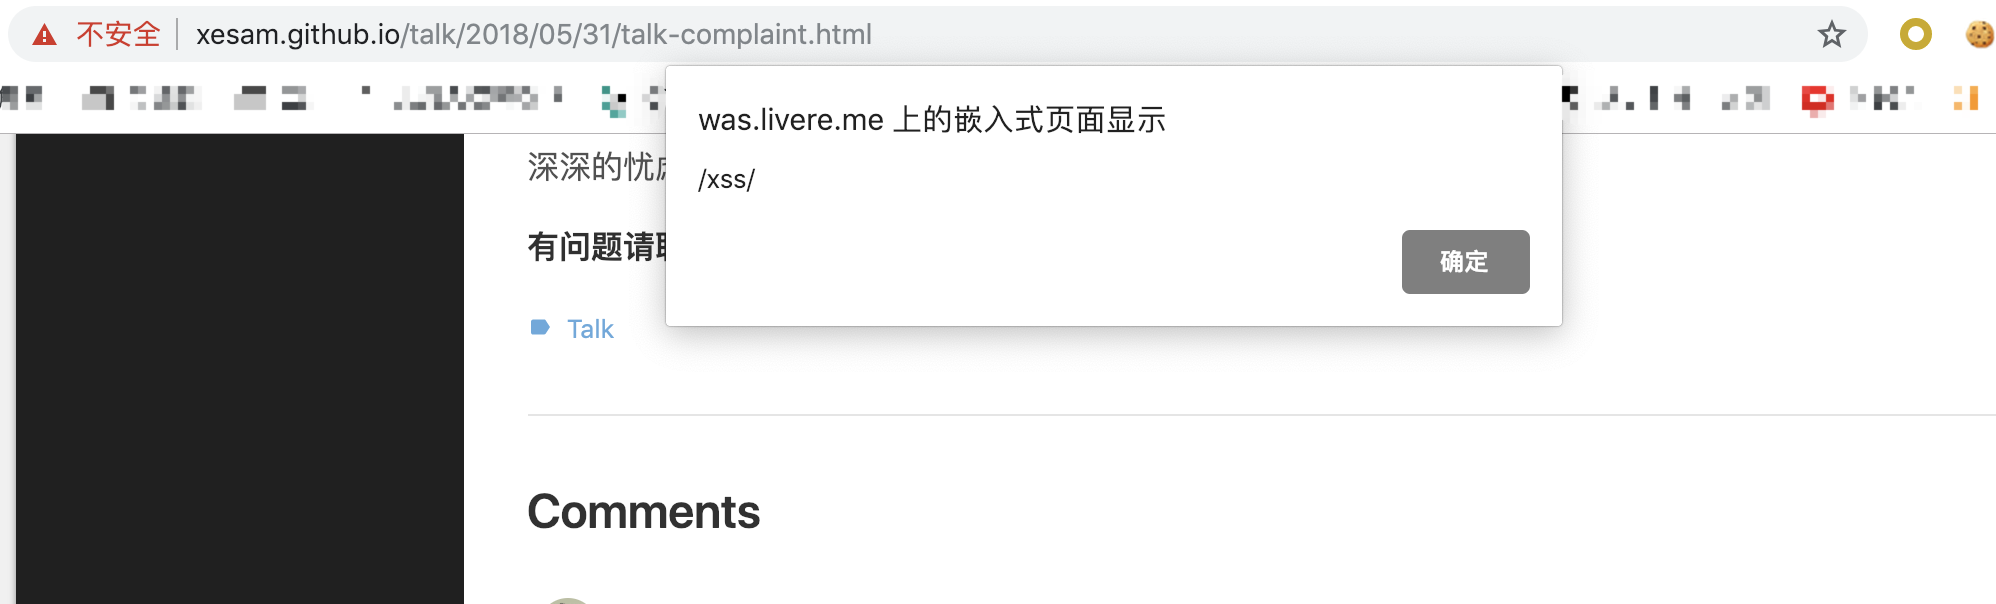 不安全 xesam.github.io/talk/2018/05/31/talk-complaint.html
was.livere.me 上的嵌入式页面显示
深深的忧
/xss/
有问题请
确定
Talk
Comments